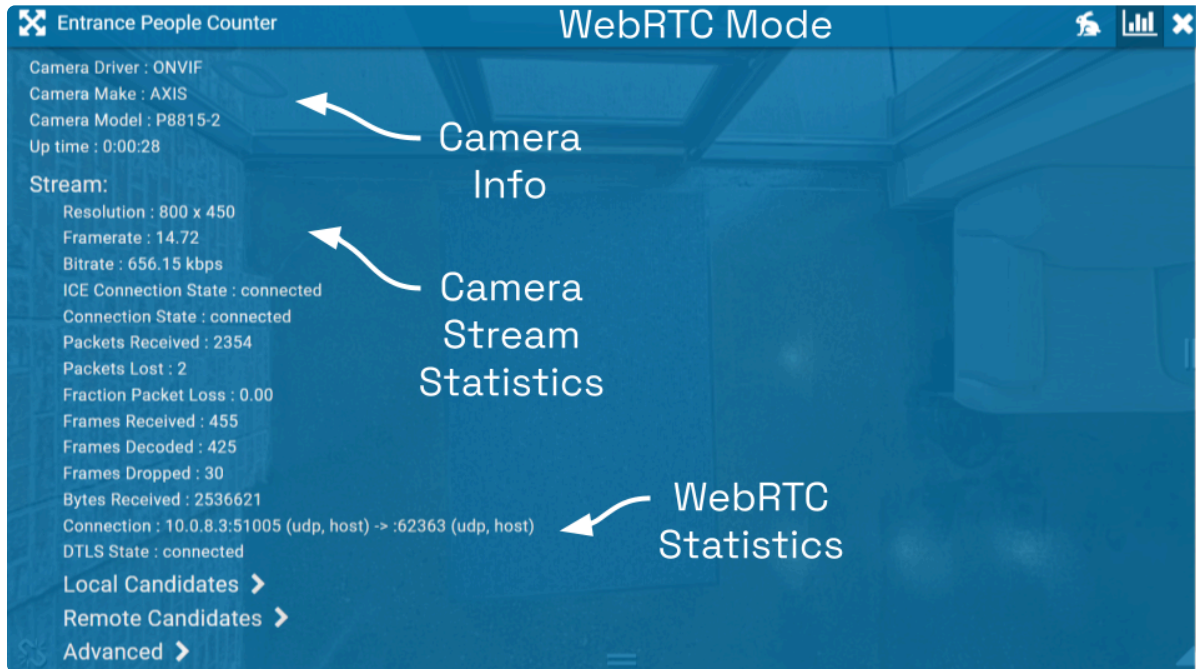 Entrance People Counter
WebRTC Mode
Camera Driver : ONVIF
Camera Make : AXIS
Camera Model : P8815-2
Up time : 0:00:28
Camera
Info
Stream:
Resolution : 800 x 450
Framerate : 14.72
Bitrate : 656.15 kbps
ICE Connection State : connected
Connection State : connected
Packets Received : 2354
Packets Lost : 2
Fraction Packet Loss : 0.00
Frames Received : 455
Frames Decoded : 425
Frames Dropped : 30
Bytes Received : 2536621
Connection : 10.0.8.3:51005 (udp, host) -> :62363 (udp, host)
DTLS State : connected
Camera
Stream
Statistics
WebRTC
Statistics
Local Candidates
Remote Candidates
Advanced